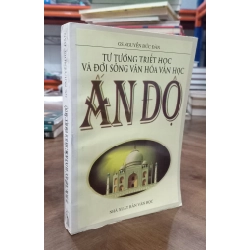 GS. NGUYỄN ĐỨC ĐÀN
TƯ TƯỞNG TRIẾT HỌC
VÀ ĐỜI SỐNG VĂN HÓA VĂN HỌC
ẤN ĐỘ
NHÀ XUẤT BẢN VĂN HỌC